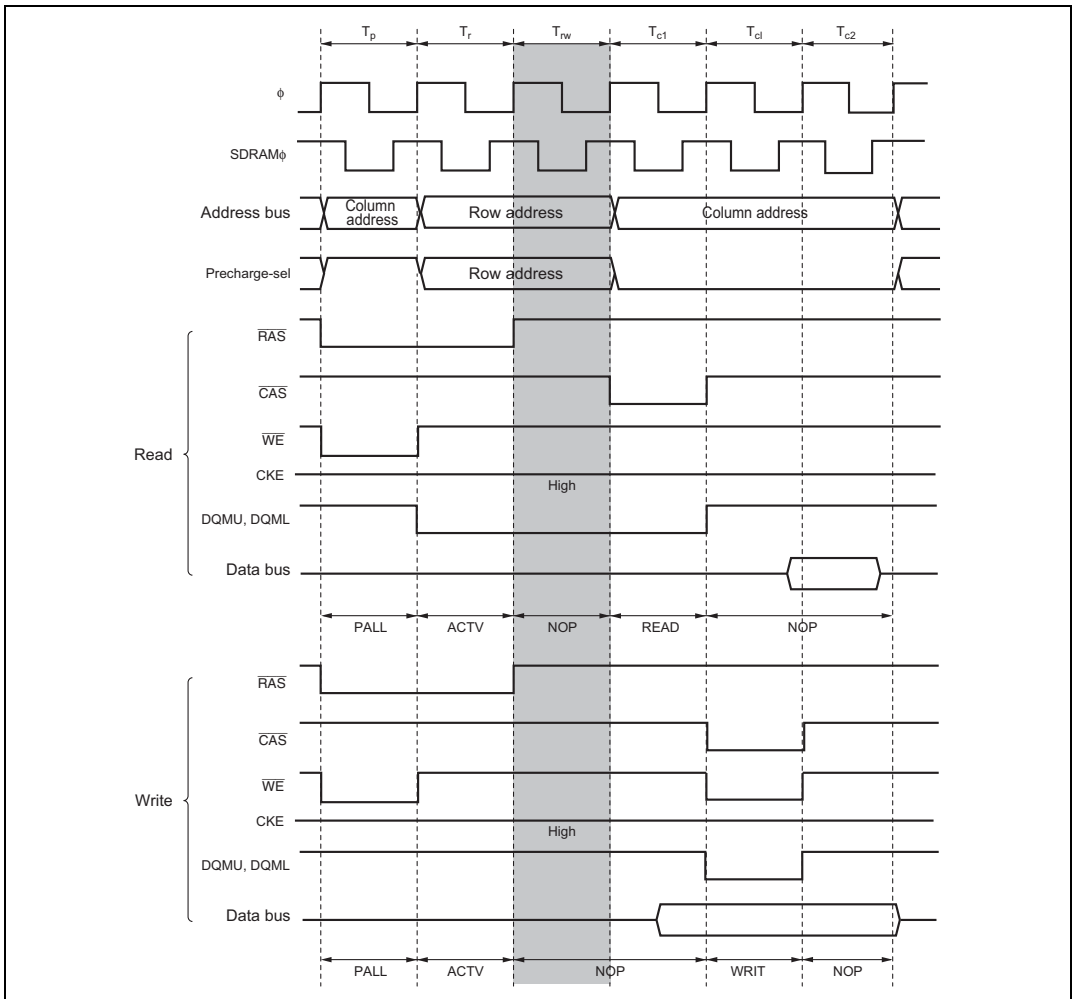 Tp Tr Trw Tc1 Tcl Tc2
ϕ
SDRAMϕ
Address bus Column address Row address Column address
Precharge-sel Row address
Read
RAS
CAS
WE
CKE High
DQMU, DQML
Data bus
PALL ACTV NOP READ NOP
Write
RAS
CAS
WE
CKE High
DQMU, DQML
Data bus
PALL ACTV NOP WRIT NOP